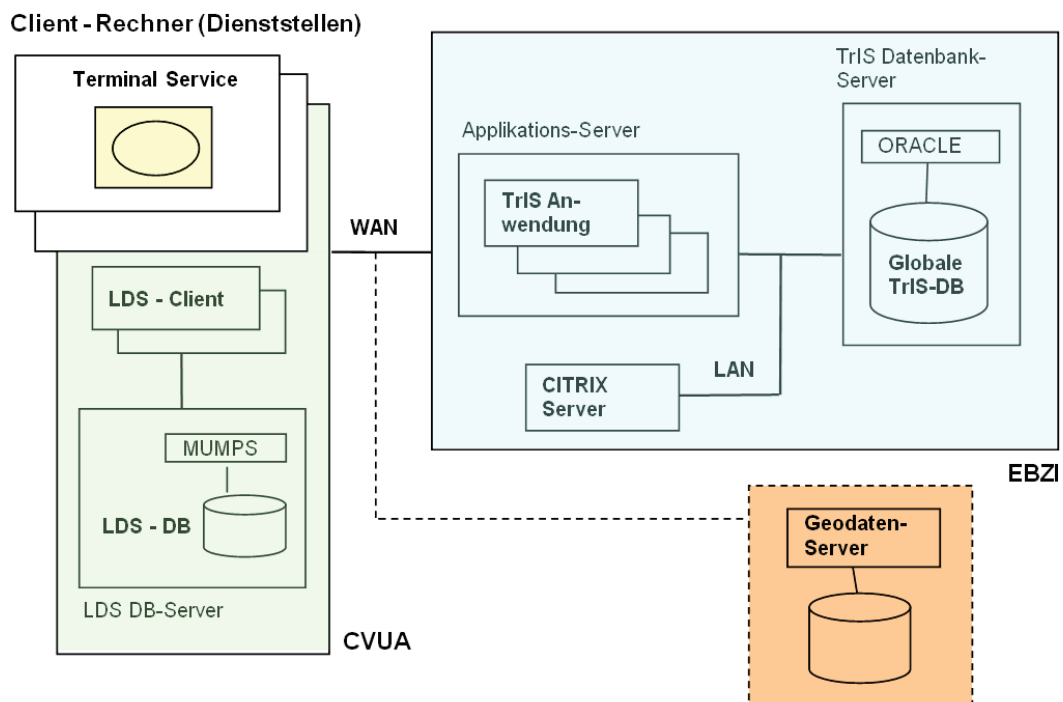 Client - Rechner (Dienststellen)
Terminal Service
LDS - Client
MUMPS
LDS - DB
LDS DB-Server
CVUA
WAN
Applikations-Server
TrIS An-
wendung
CITRIX
Server
LAN
TrIS Datenbank-
Server
ORACLE
Globale
TrIS-DB
EBZI
Geodaten-
Server